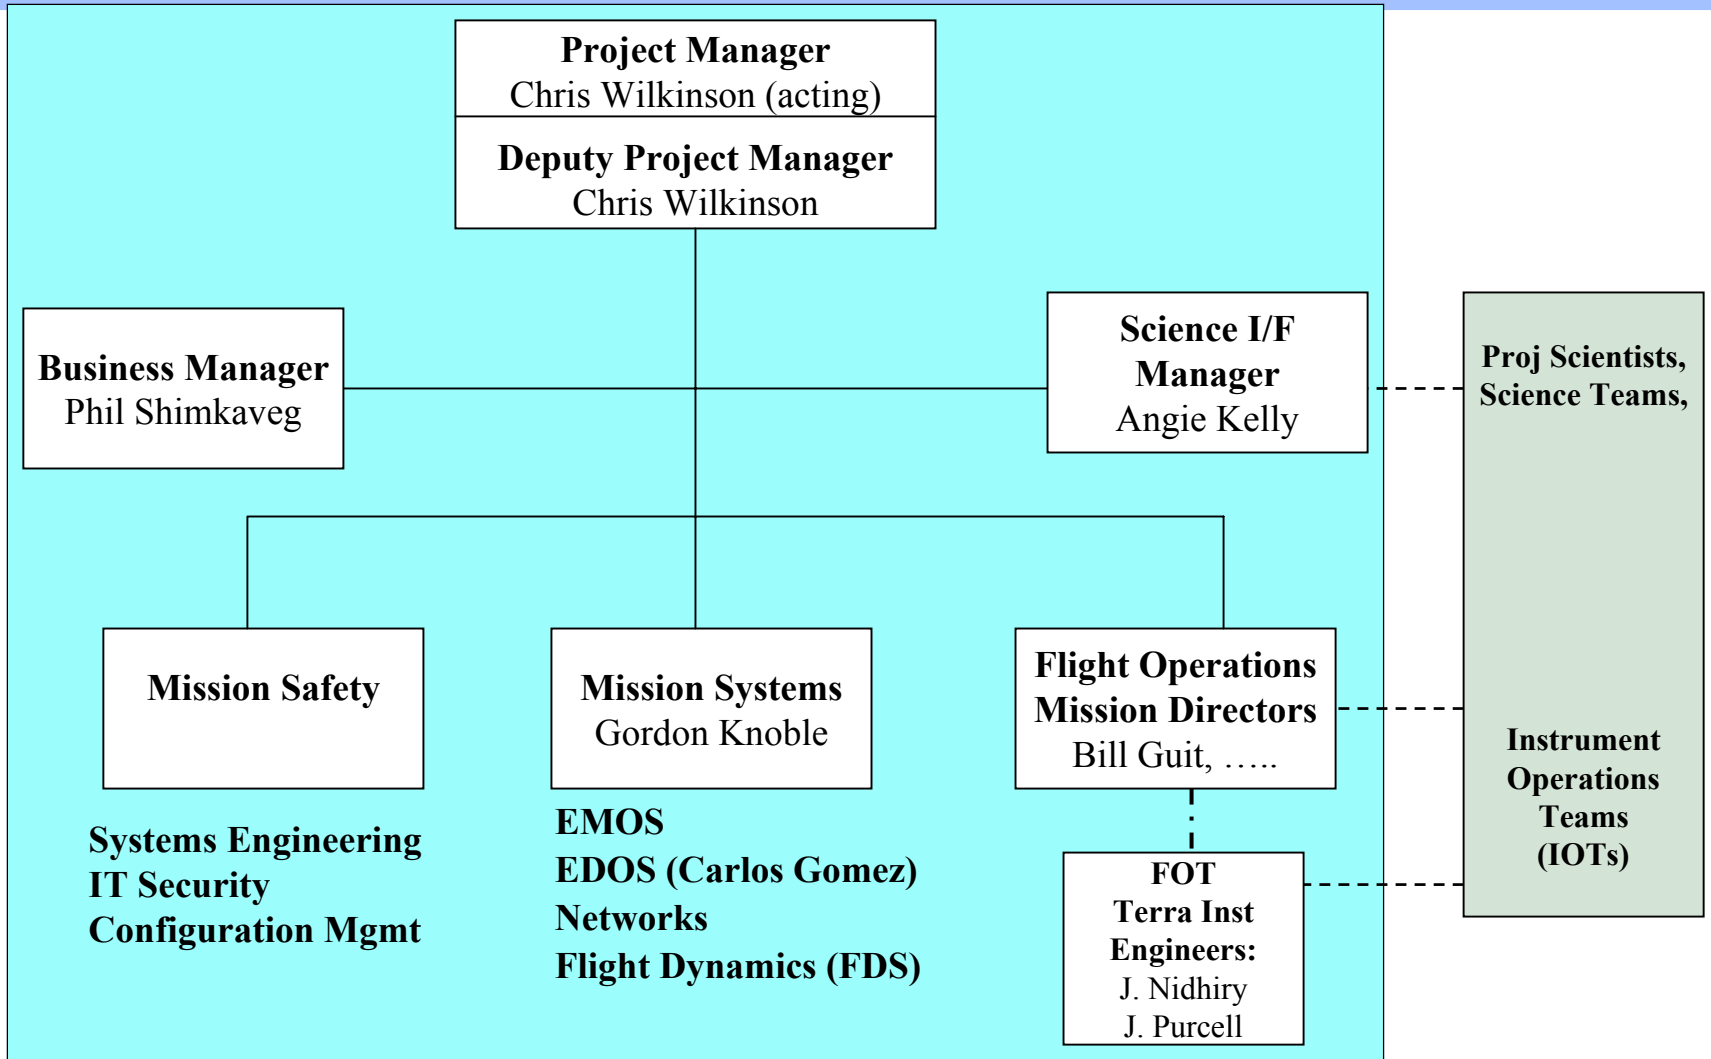 Project Manager
Chris Wilkinson (acting)
Deputy Project Manager
Chris Wilkinson
Business Manager
Phil Shimkaveg
Science I/F
Manager
Angie Kelly
Proj Scientists,
Science Teams,
Mission Safety
Mission Systems
Gordon Knoble
Flight Operations
Mission Directors
Bill Guit, …..
Instrument
Operations
Teams
(IOTs)
Systems Engineering
IT Security
Configuration Mgmt
EMOS
EDOS (Carlos Gomez)
Networks
Flight Dynamics (FDS)
FOT
Terra Inst
Engineers:
J. Nidhiry
J. Purcell